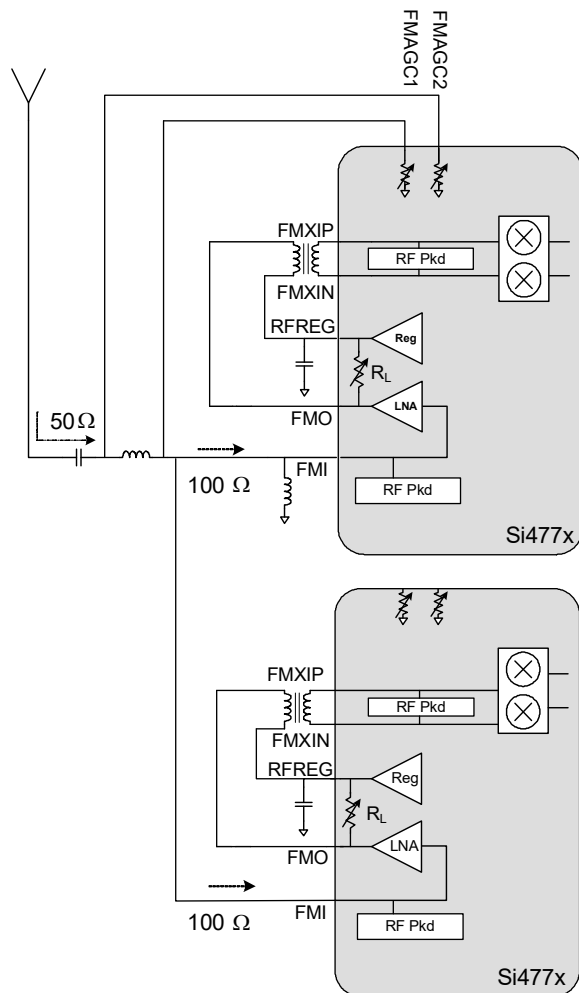 FMAGC1
FMAGC2
FMXIP
RF Pkd
FMXIN
RFREG
Reg
RL
50 Ω
FMO
LNA
100 Ω
FMI
RF Pkd
Si477x
FMXIP
RF Pkd
FMXIN
RFREG
Reg
RL
FMO
LNA
100 Ω
FMI
RF Pkd
Si477x